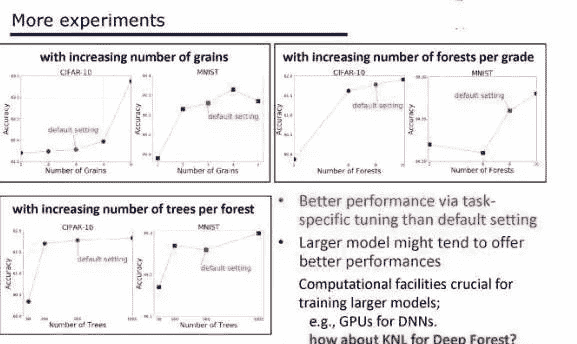 More experiments
with increasing number of grains
CIFAR-10
MNIST
Accuracy
default setting
Number of Grains
Accuracy
default setting
Number of Grains
with increasing number of forests per grade
CIFAR-10
MNIST
Accuracy
default setting
Number of Forests
Accuracy
default setting
Number of Forests
with increasing number of trees per forest
CIFAR-10
MNIST
Accuracy
default setting
Number of Trees
Accuracy
default setting
Number of Trees
• Better performance via task-
specific tuning than default setting
• Larger model might tend to offer
better performances
Computational facilities crucial for
training larger models;
e.g., GPUs for DNNs.
how about KNL for Deep Forest?